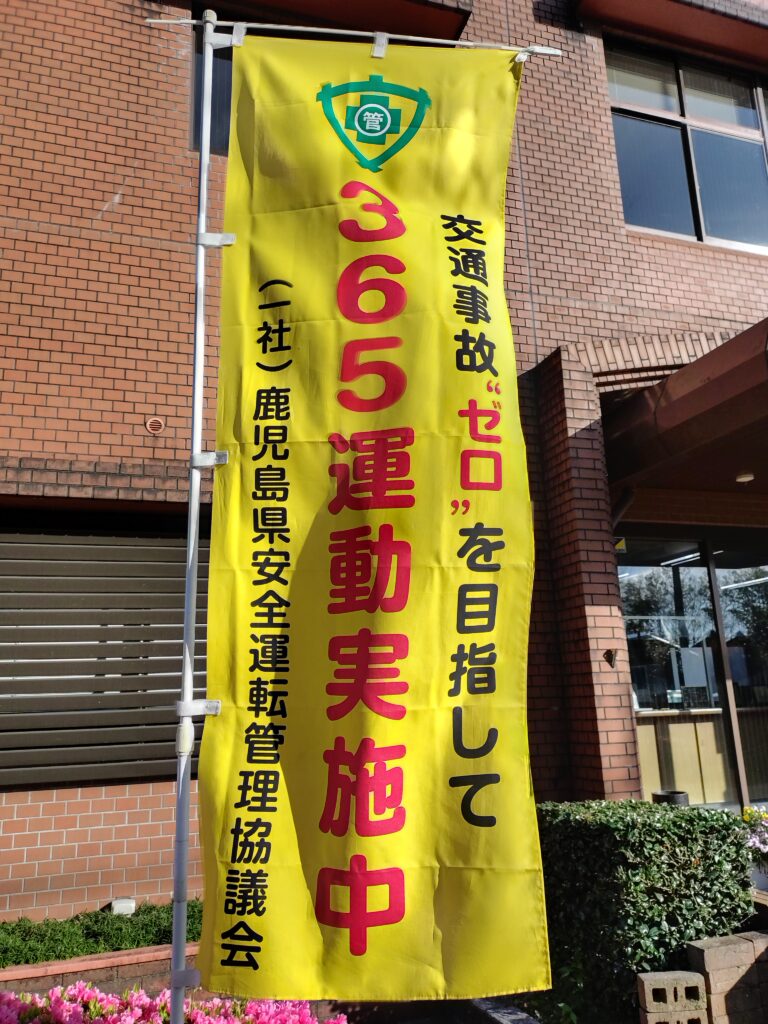 管
交通事故“ゼロ”を目指して
365運動実施中
(一社)鹿児島県安全運転管理協議会